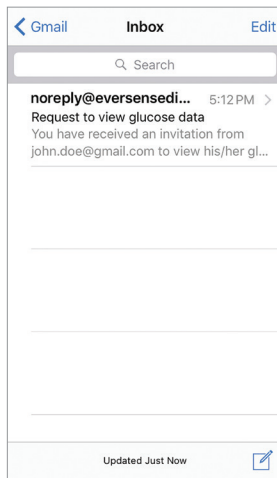 Gmail Inbox Edit
Search
noreply@eversensedi... 5:12 PM
Request to view glucose data
You have received an invitation from
john.doe@gmail.com to view his/her gl...
Updated Just Now